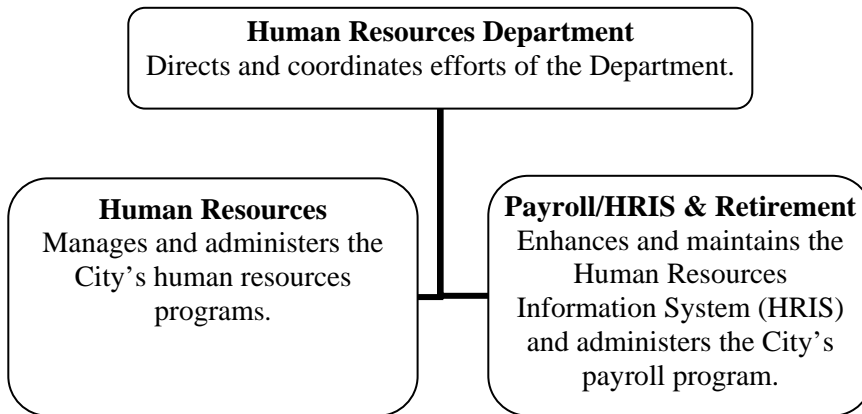 Human Resources Department
Directs and coordinates efforts of the Department.
Human Resources
Manages and administers the
City’s human resources
programs.
Payroll/HRIS & Retirement
Enhances and maintains the
Human Resources
Information System (HRIS)
and administers the City’s
payroll program.